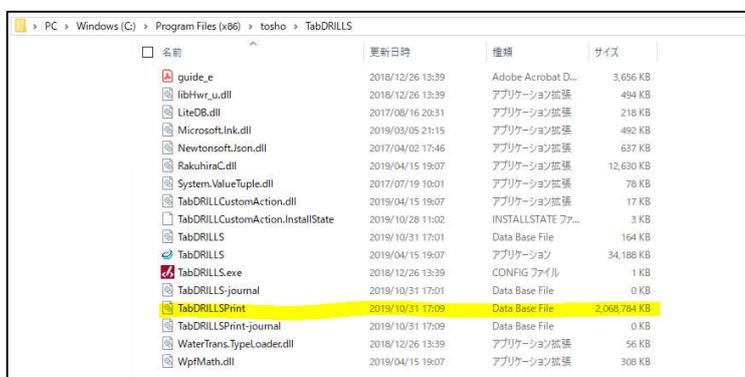 > PC > Windows (C:) > Program Files (x86) > tosho > TabDRILLS
名前 更新日時 種類 サイズ
guide_e 2018/12/26 13:39 Adobe Acrobat D... 3,656 KB
libHwr_u.dll 2018/12/26 13:39 アプリケーション拡張 494 KB
LiteDB.dll 2017/08/16 20:31 アプリケーション拡張 218 KB
Microsoft.Ink.dll 2019/03/05 21:15 アプリケーション拡張 492 KB
Newtonsoft.Json.dll 2017/04/02 17:46 アプリケーション拡張 637 KB
RakuhiraC.dll 2019/04/15 19:07 アプリケーション拡張 12,630 KB
System.ValueTuple.dll 2017/07/19 10:01 アプリケーション拡張 78 KB
TabDRILLCustomAction.dll 2019/04/15 19:07 アプリケーション拡張 17 KB
TabDRILLCustomAction.InstallState 2019/10/28 11:02 INSTALLSTATE ファ... 3 KB
TabDRILLS 2019/10/31 17:01 Data Base File 164 KB
TabDRILLS 2019/04/15 19:07 アプリケーション 34,188 KB
TabDRILLS.exe 2018/12/26 13:39 CONFIG ファイル 1 KB
TabDRILLS-journal 2019/10/31 17:01 Data Base File 0 KB
TabDRILLSPrint 2019/10/31 17:09 Data Base File 2,068,784 KB
TabDRILLSPrint-journal 2019/10/31 17:09 Data Base File 0 KB
WaterTrans.TypeLoader.dll 2018/12/26 13:39 アプリケーション拡張 56 KB
WpfMath.dll 2019/04/15 19:07 アプリケーション拡張 308 KB